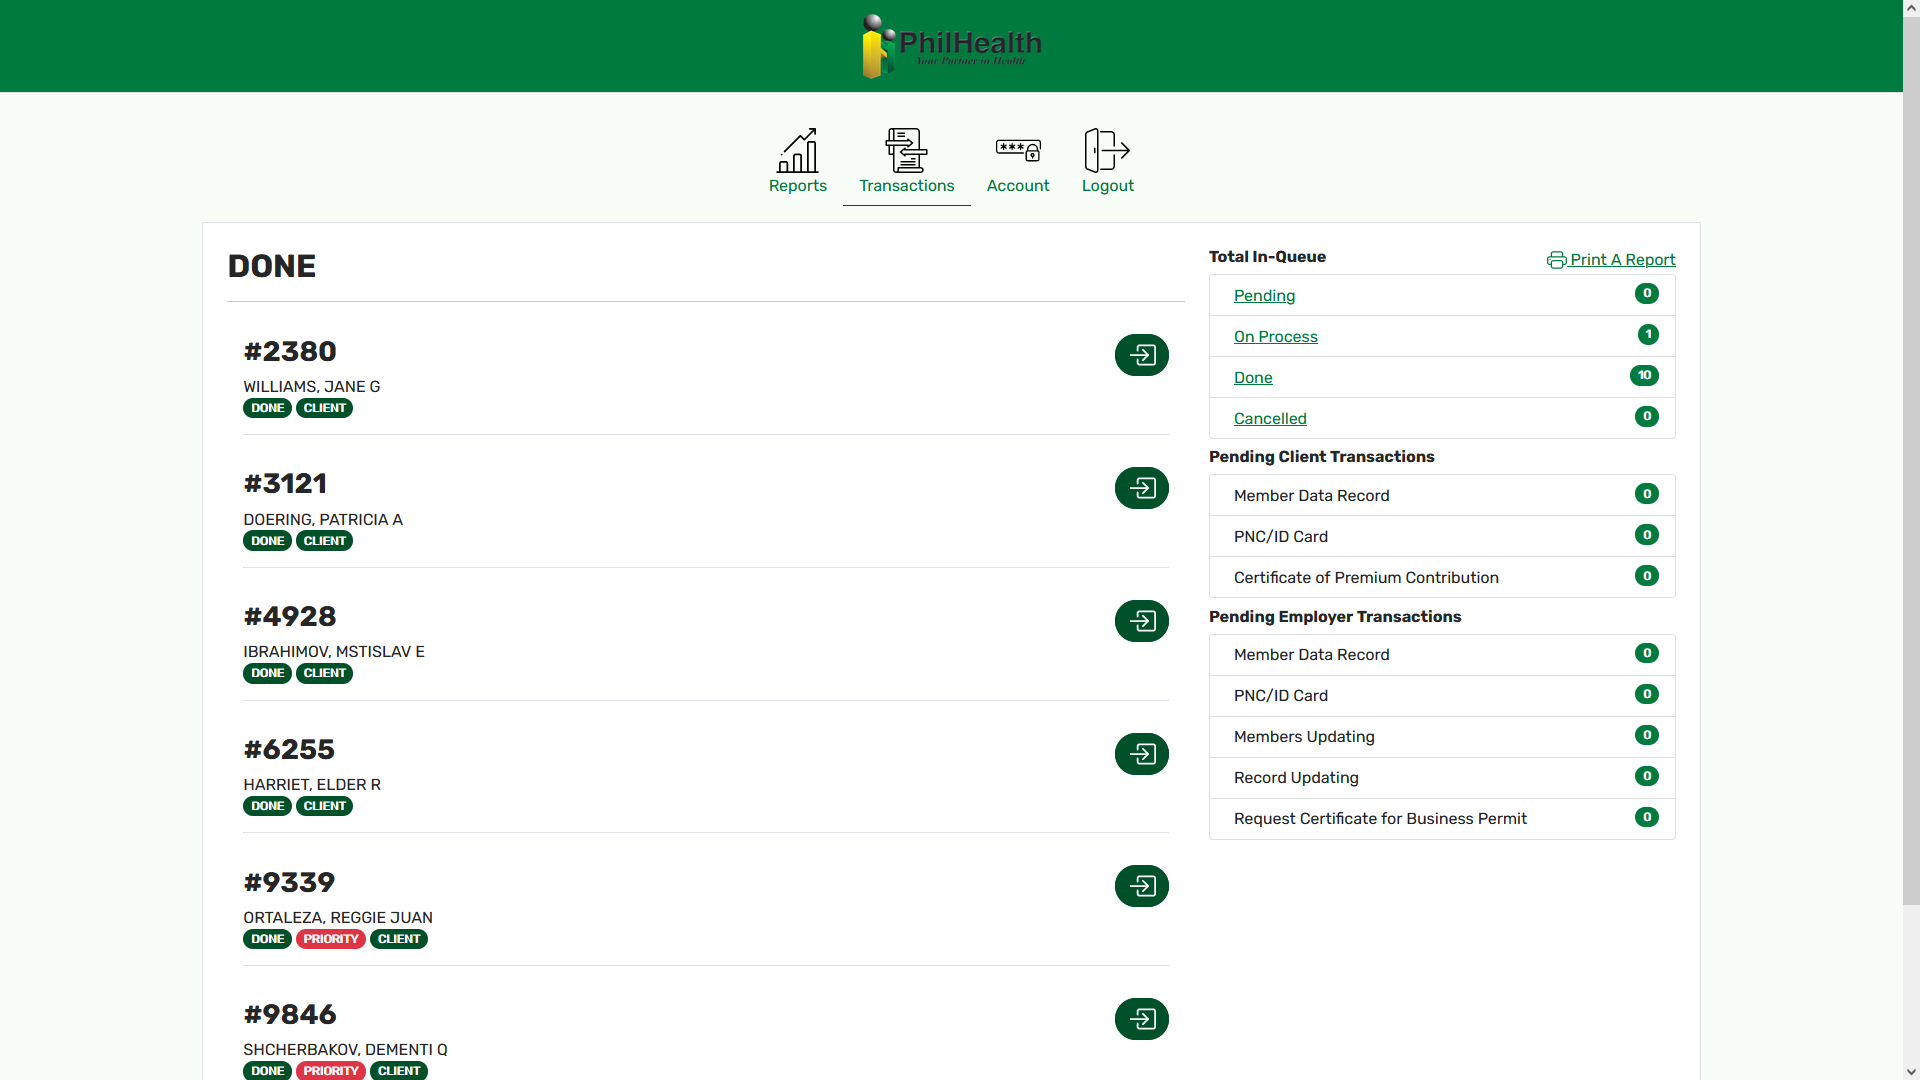 PhilHealth
Your Partner in Health
Reports
Transactions
Account
Logout
DONE
#2380
WILLIAMS, JANE G
DONE CLIENT
#3121
DOERING, PATRICIA A
DONE CLIENT
#4928
IBRAHIMOV, MSTISLAV E
DONE CLIENT
#6255
HARRIET, ELDER R
DONE CLIENT
#9339
ORTALEZA, REGGIE JUAN
DONE PRIORITY CLIENT
#9846
SHCHERBAKOV, DEMENTI Q
DONE PRIORITY CLIENT
Total In-Queue
Print A Report
Pending 0
On Process 1
Done 10
Cancelled 0
Pending Client Transactions
Member Data Record 0
PNC/ID Card 0
Certificate of Premium Contribution 0
Pending Employer Transactions
Member Data Record 0
PNC/ID Card 0
Members Updating 0
Record Updating 0
Request Certificate for Business Permit 0